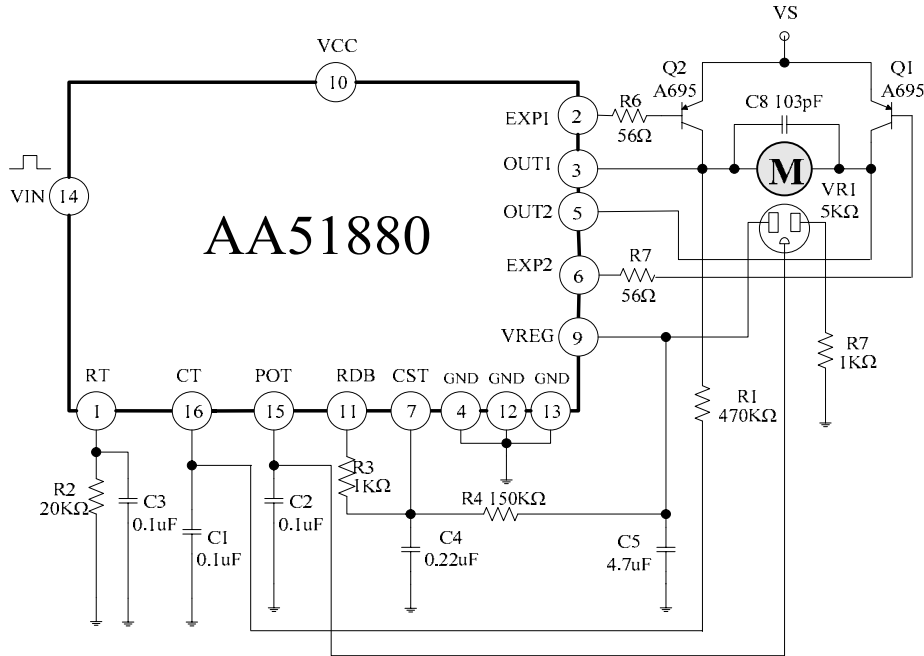 VS
VCC
10
Q2
A695
Q1
A695
C8 103pF
EXP1
2
R6
56Ω
VIN
14
OUT1
3
M
VR1
5KΩ
AA51880
OUT2
5
EXP2
6
R7
56Ω
VREG
9
R7
1KΩ
RT
CT
POT
RDB
CST
GND
GND
GND
1
16
15
11
7
4
12
13
R1
470KΩ
R3
1KΩ
R2
20KΩ
C3
0.1uF
C1
0.1uF
C2
0.1uF
R4 150KΩ
C4
0.22uF
C5
4.7uF